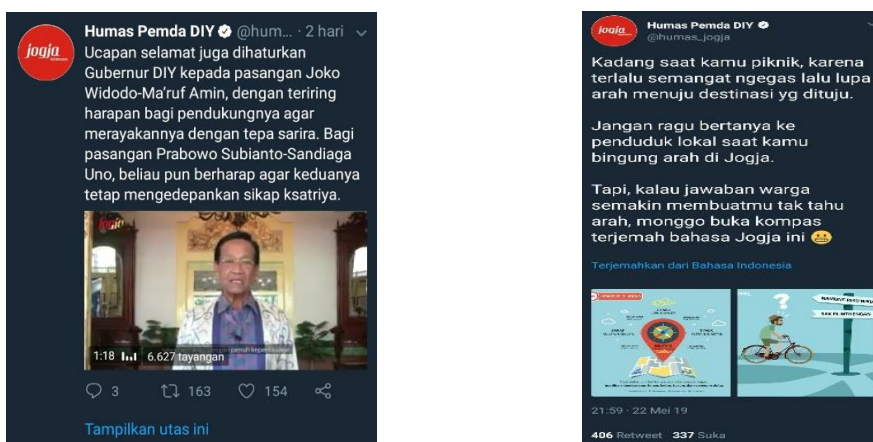 jogja
Humas Pemda DIY @hum... · 2 hari
Ucapan selamat juga dihaturkan
Gubernur DIY kepada pasangan Joko
Widodo-Ma'ruf Amin, dengan teriring
harapan bagi pendukungnya agar
merayakannya dengan tepa sarira. Bagi
pasangan Prabowo Subianto-Sandiaga
Uno, beliau pun berharap agar keduanya
tetap mengedepankan sikap ksatriya.
jogja
1:18 6.627 tayangan
3 163 154
Tampilkan utas ini
jogja
Humas Pemda DIY
@humas_jogja
Kadang saat kamu piknik, karena
terlalu semangat ngegas lalu lupa
arah menuju destinasi yg dituju.
Jangan ragu bertanya ke
penduduk lokal saat kamu
bingung arah di Jogja.
Tapi, kalau jawaban warga
semakin membuatmu tak tahu
arah, monggo buka kompas
terjemah bahasa Jogja ini 😬
Terjemahkan dari Bahasa Indonesia
21:59 · 22 Mei 19
406 Retweet 337 Suka